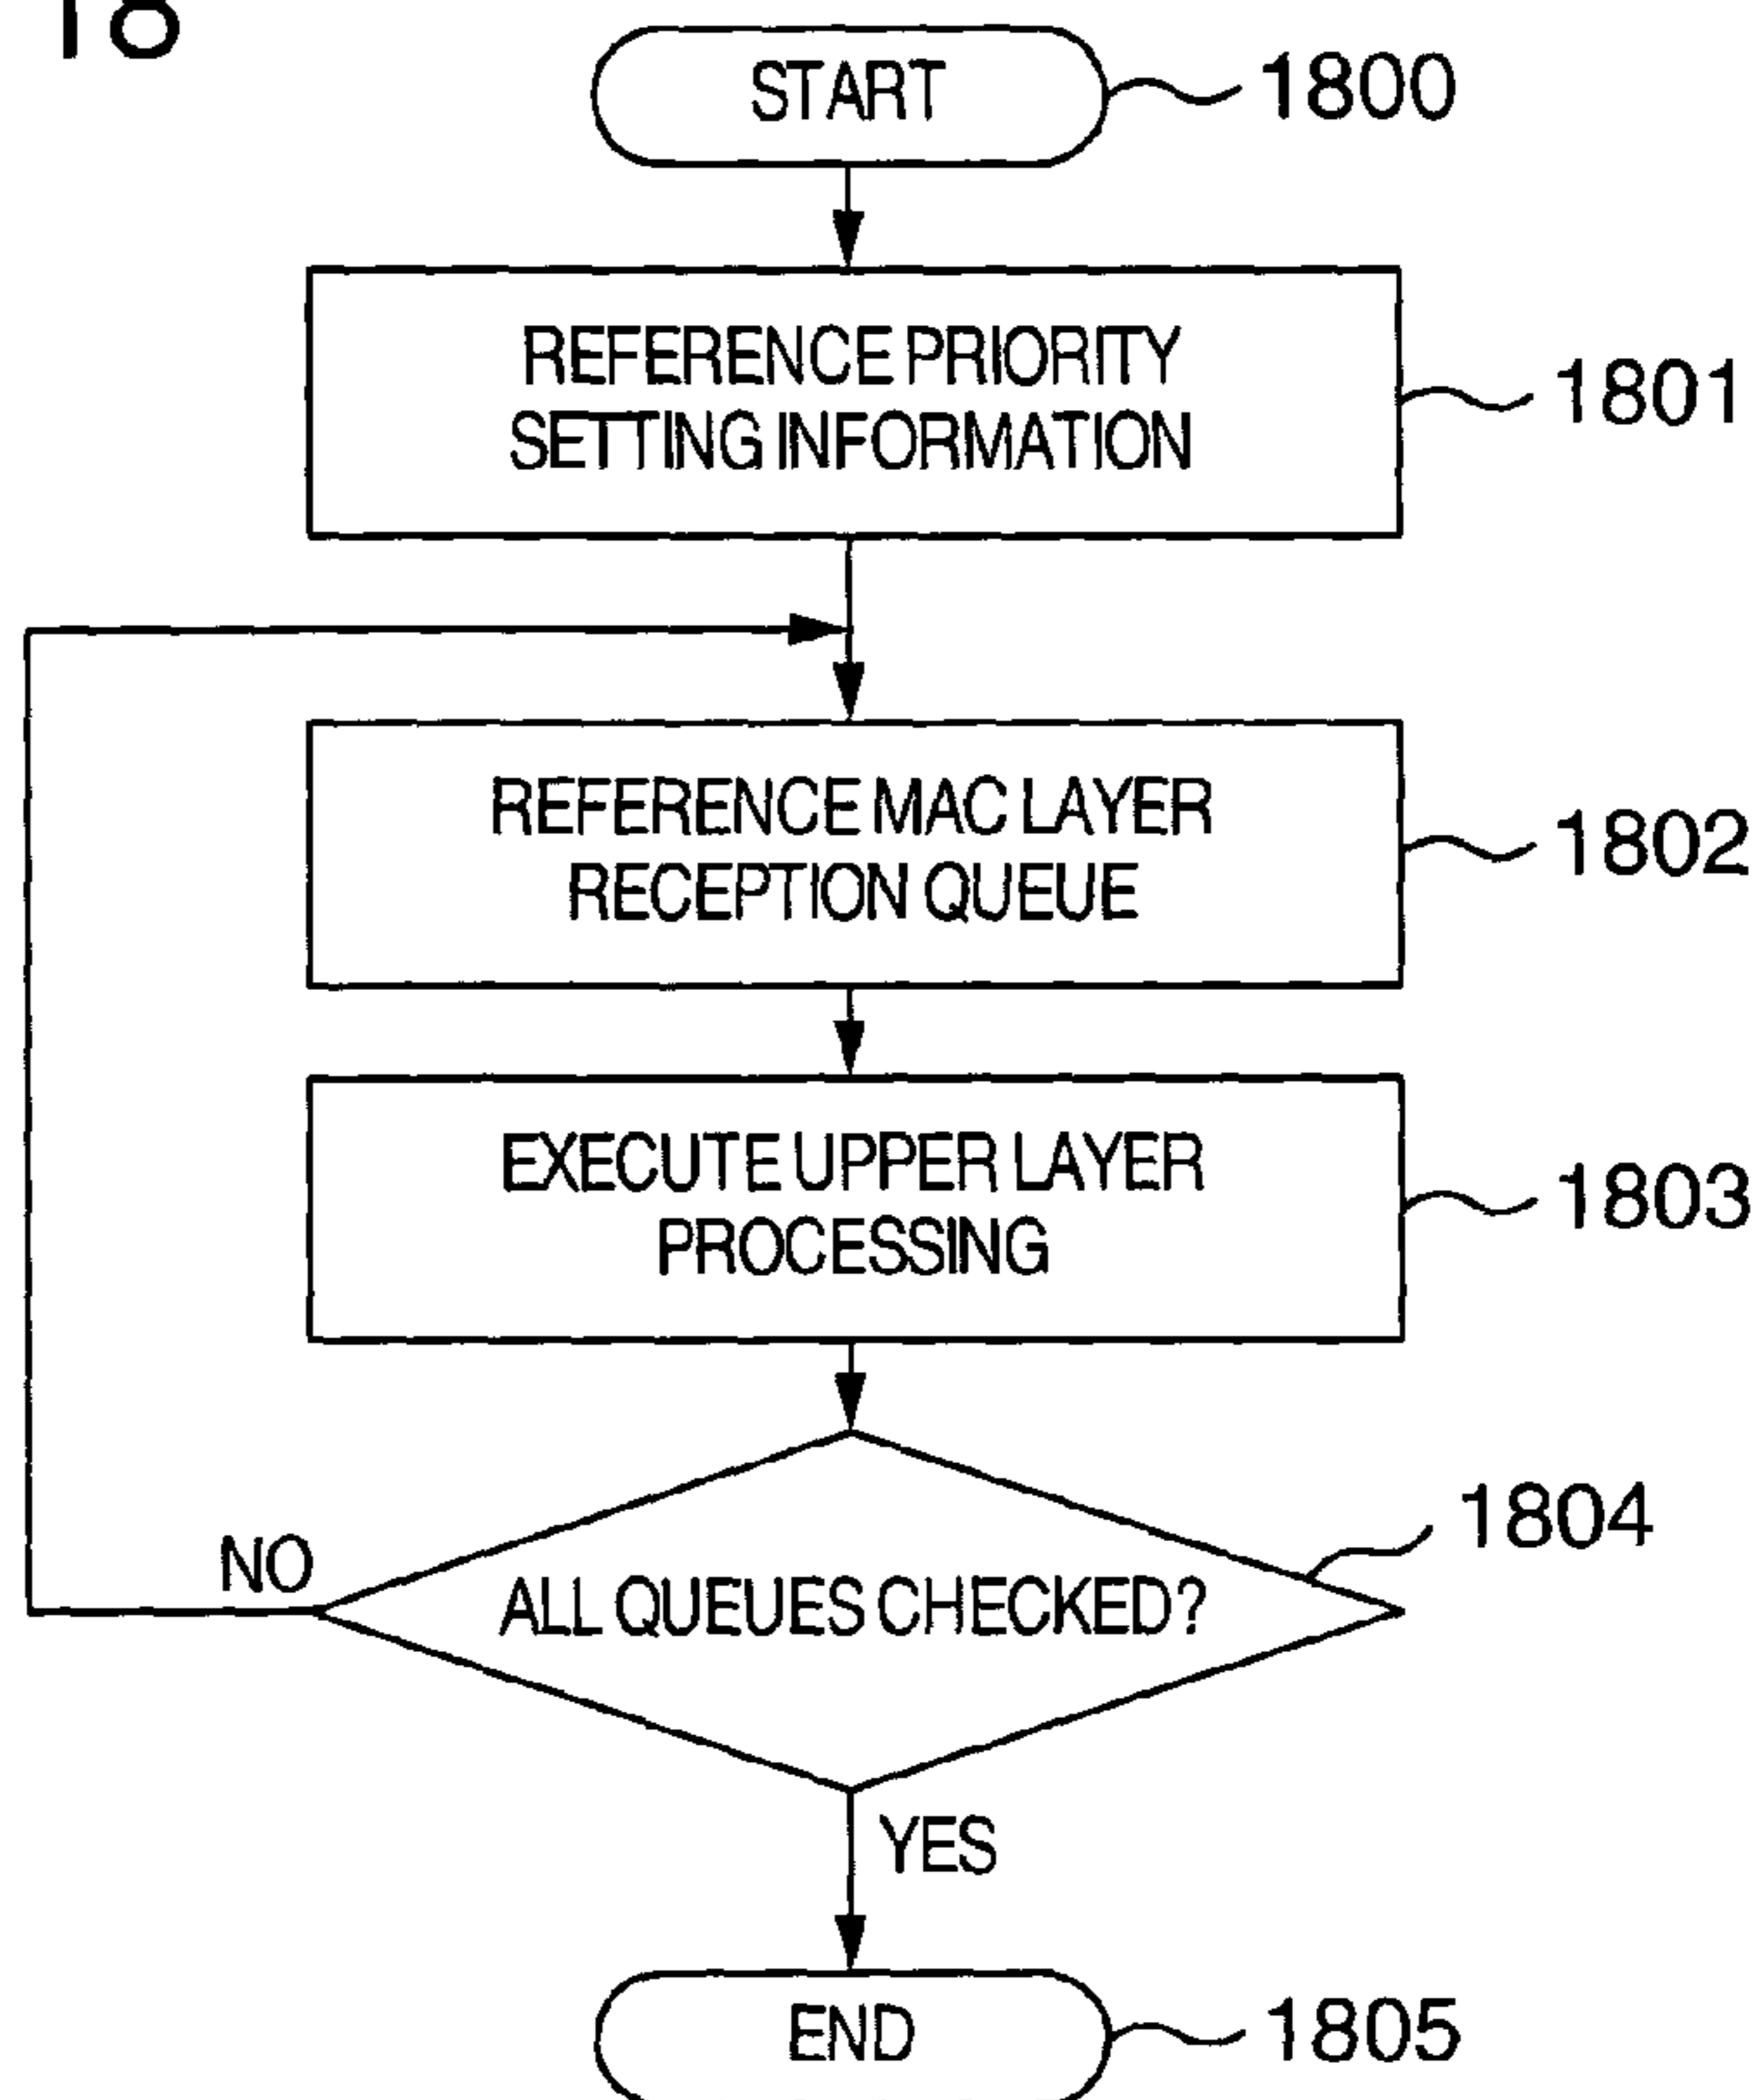 18
START
1800
REFERENCE PRIORITY
SETTING INFORMATION
1801
REFERENCE MAC LAYER
RECEPTION QUEUE
1802
EXECUTE UPPER LAYER
PROCESSING
1803
1804
NO
ALL QUEUES CHECKED?
YES
END
1805